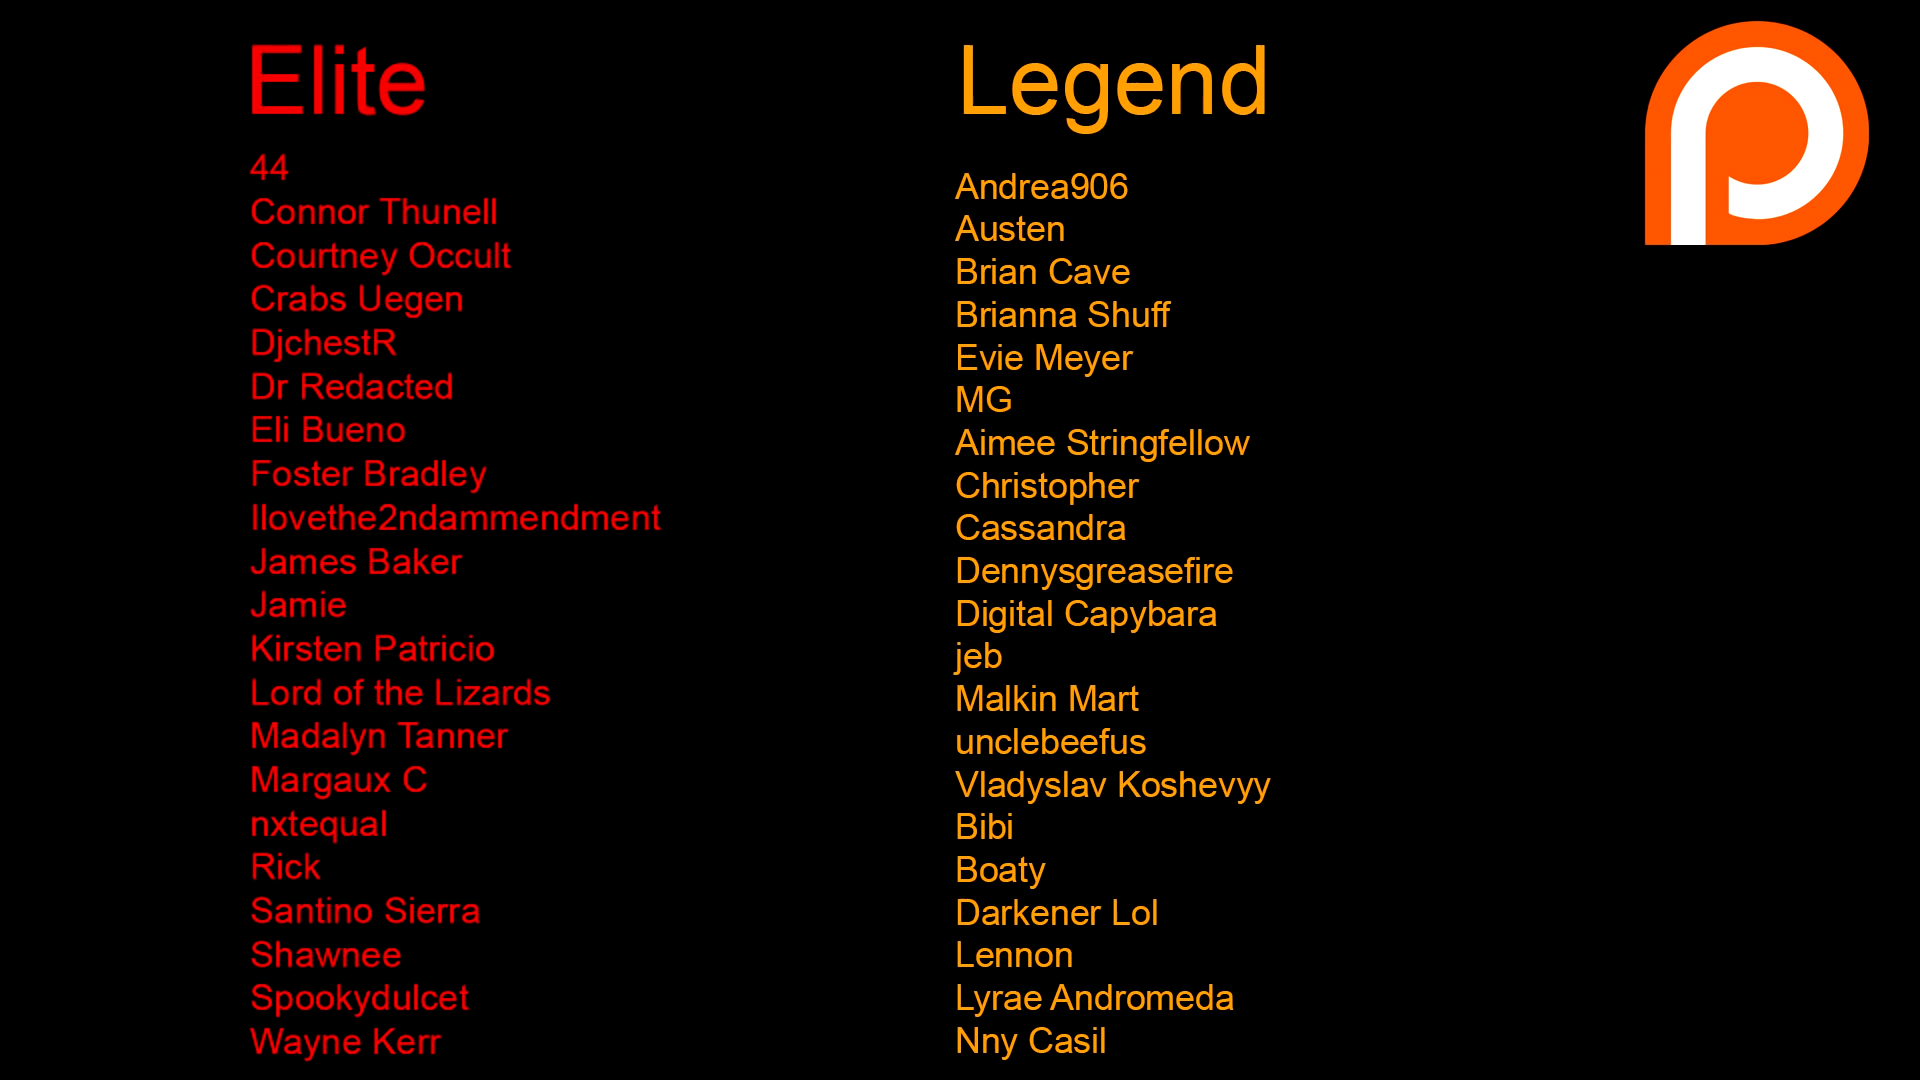 Elite
44
Connor Thunell
Courtney Occult
Crabs Uegen
DjchestR
Dr Redacted
Eli Bueno
Foster Bradley
Ilovethe2ndammendment
James Baker
Jamie
Kirsten Patricio
Lord of the Lizards
Madalyn Tanner
Margaux C
nxtequal
Rick
Santino Sierra
Shawnee
Spookydulcet
Wayne Kerr
Legend
Andrea906
Austen
Brian Cave
Brianna Shuff
Evie Meyer
MG
Aimee Stringfellow
Christopher
Cassandra
Dennysgreasefire
Digital Capybara
jeb
Malkin Mart
unclebeefus
Vladyslav Koshevyy
Bibi
Boaty
Darkener Lol
Lennon
Lyrae Andromeda
Nny Casil